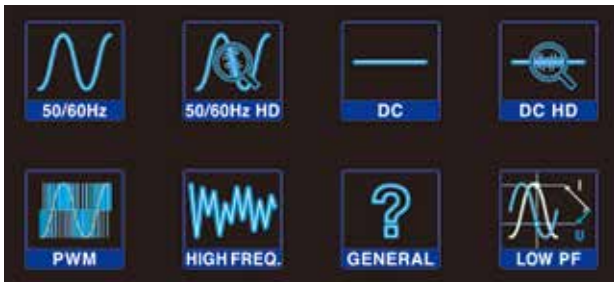 50/60Hz
50/60Hz HD
DC
DC HD
PWM
HIGH FREQ.
GENERAL
I
U
LOW PF